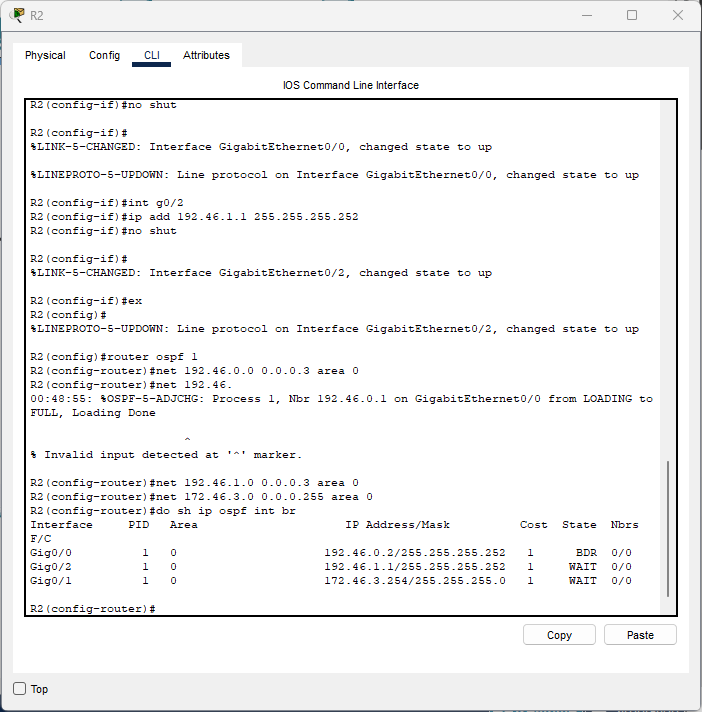 R2
Physical Config CLI Attributes
IOS Command Line Interface
R2(config-if)#no shut
R2(config-if)#
%LINK-5-CHANGED: Interface GigabitEthernet0/0, changed state to up
%LINEPROTO-5-UPDOWN: Line protocol on Interface GigabitEthernet0/0, changed state to up
R2(config-if)#int g0/2
R2(config-if)#ip add 192.46.1.1 255.255.255.252
R2(config-if)#no shut
R2(config-if)#
%LINK-5-CHANGED: Interface GigabitEthernet0/2, changed state to up
R2(config-if)#ex
R2(config)#
%LINEPROTO-5-UPDOWN: Line protocol on Interface GigabitEthernet0/2, changed state to up
R2(config)#router ospf 1
R2(config-router)#net 192.46.0.0 0.0.0.3 area 0
R2(config-router)#net 192.46.
00:48:55: %OSPF-5-ADJCHG: Process 1, Nbr 192.46.0.1 on GigabitEthernet0/0 from LOADING to
FULL, Loading Done
^
% Invalid input detected at '^' marker.
R2(config-router)#net 192.46.1.0 0.0.0.3 area 0
R2(config-router)#net 172.46.3.0 0.0.0.255 area 0
R2(config-router)#do sh ip ospf int br
Interface PID Area IP Address/Mask Cost State Nbrs
F/C
Gig0/0 1 0 192.46.0.2/255.255.255.252 1 BDR 0/0
Gig0/2 1 0 192.46.1.1/255.255.255.252 1 WAIT 0/0
Gig0/1 1 0 172.46.3.254/255.255.255.0 1 WAIT 0/0
R2(config-router)#
Copy Paste
Top